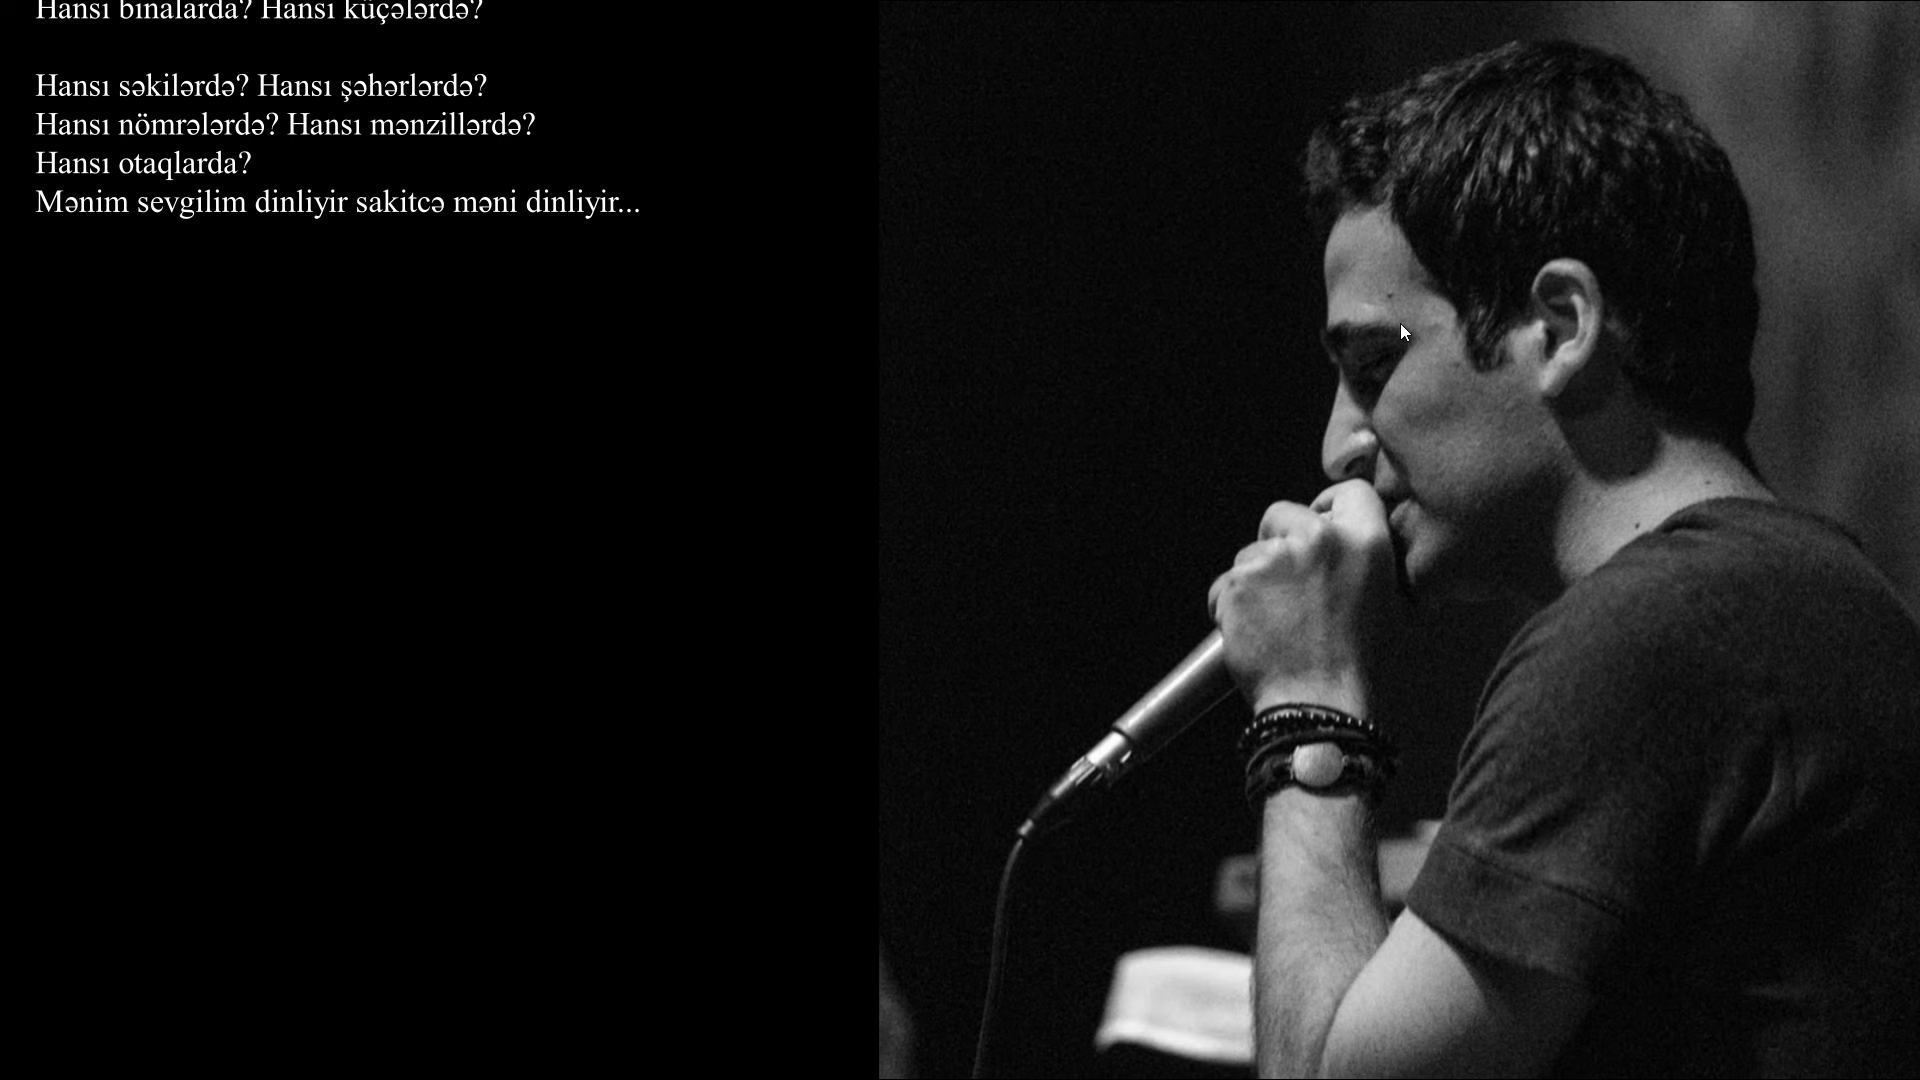 Hansı binalarda? Hansı küçələrdə?
Hansı səkilərdə? Hansı şəhərlərdə?
Hansı nömrələrdə? Hansı mənzillərdə?
Hansı otaqlarda?
Mənim sevgilim dinliyir sakitcə məni dinliyir...